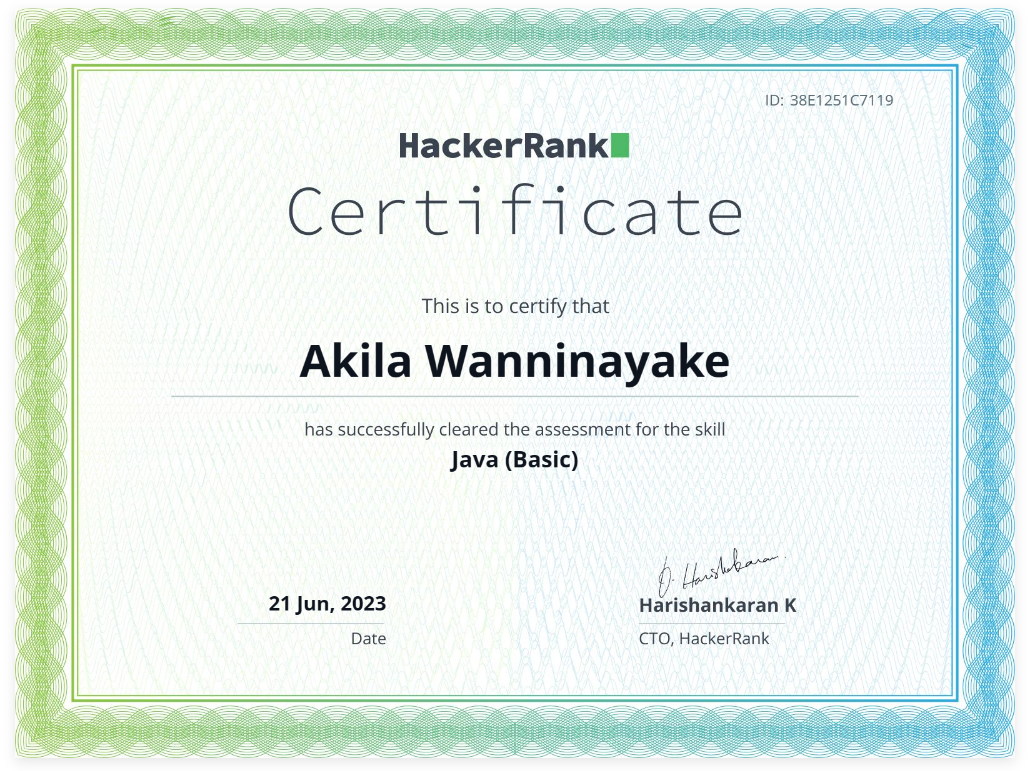 ID: 38E1251C7119
HackerRank
Certificate
This is to certify that
Akila Wanninayake
has successfully cleared the assessment for the skill
Java (Basic)
21 Jun, 2023
Date
Harishankaran K
CTO, HackerRank